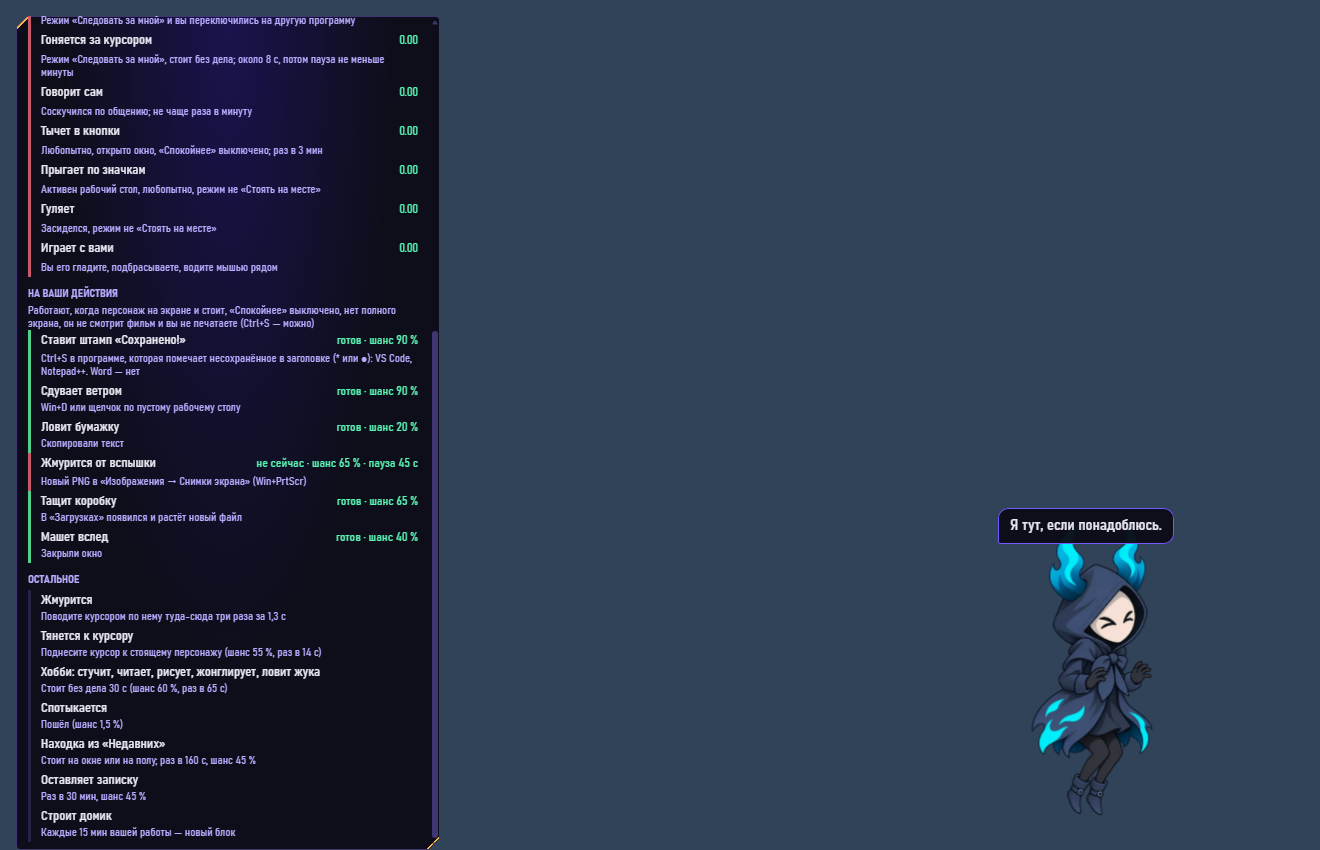 Режим «Следовать за мной» и вы переключились на другую программу
Гоняется за курсором 0.00
Режим «Следовать за мной», стоит без дела; около 8 с, потом пауза не меньше
минуты
Говорит сам 0.00
Соскучился по общению; не чаще раза в минуту
Тычет в кнопки 0.00
Любопытно, открыто окно, «Спокойнее» выключено; раз в 3 мин
Прыгает по значкам 0.00
Активен рабочий стол, любопытно, режим не «Стоять на месте»
Гуляет 0.00
Засиделся, режим не «Стоять на месте»
Играет с вами 0.00
Вы его гладите, подбрасываете, водите мышью рядом
НА ВАШИ ДЕЙСТВИЯ
Работают, когда персонаж на экране и стоит, «Спокойнее» выключено, нет полного
экрана, он не смотрит фильм и вы не печатаете (Ctrl+S — можно)
Ставит штамп «Сохранено!» готов · шанс 90 %
Ctrl+S в программе, которая помечает несохранённое в заголовке (* или ●): VS Code,
Notepad++. Word — нет
Сдувает ветром готов · шанс 90 %
Win+D или щелчок по пустому рабочему столу
Ловит бумажку готов · шанс 20 %
Скопировали текст
Жмурится от вспышки не сейчас · шанс 65 % · пауза 45 с
Новый PNG в «Изображения → Снимки экрана» (Win+PrtScr)
Тащит коробку готов · шанс 65 %
В «Загрузках» появился и растёт новый файл
Машет вслед готов · шанс 40 %
Закрыли окно
ОСТАЛЬНОЕ
Жмурится
Поводите курсором по нему туда-сюда три раза за 1,3 с
Тянется к курсору
Поднесите курсор к стоящему персонажу (шанс 55 %, раз в 14 с)
Хобби: стучит, читает, рисует, жонглирует, ловит жука
Стоит без дела 30 с (шанс 60 %, раз в 65 с)
Спотыкается
Пошёл (шанс 1,5 %)
Находка из «Недавних»
Стоит на окне или на полу; раз в 160 с, шанс 45 %
Оставляет записку
Раз в 30 мин, шанс 45 %
Строит домик
Каждые 15 мин вашей работы — новый блок
Я тут, если понадоблюсь.